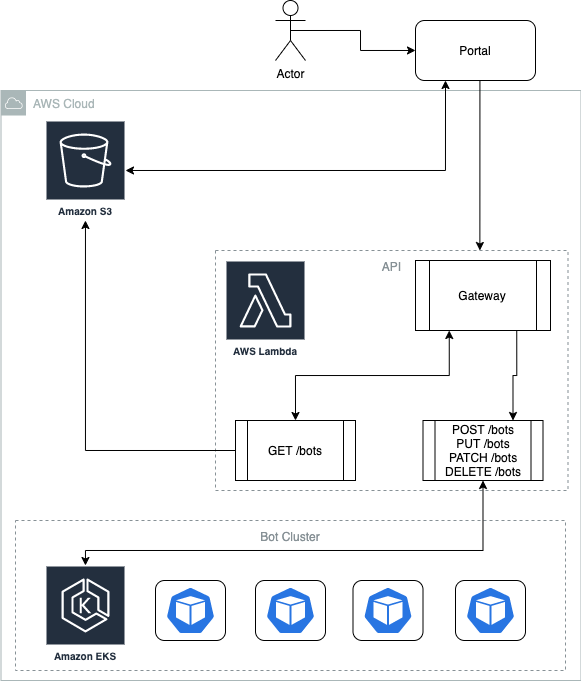 Actor
Portal
AWS Cloud
Amazon S3
API
Gateway
AWS Lambda
GET /bots
POST /bots
PUT /bots
PATCH /bots
DELETE /bots
Bot Cluster
K
Amazon EKS